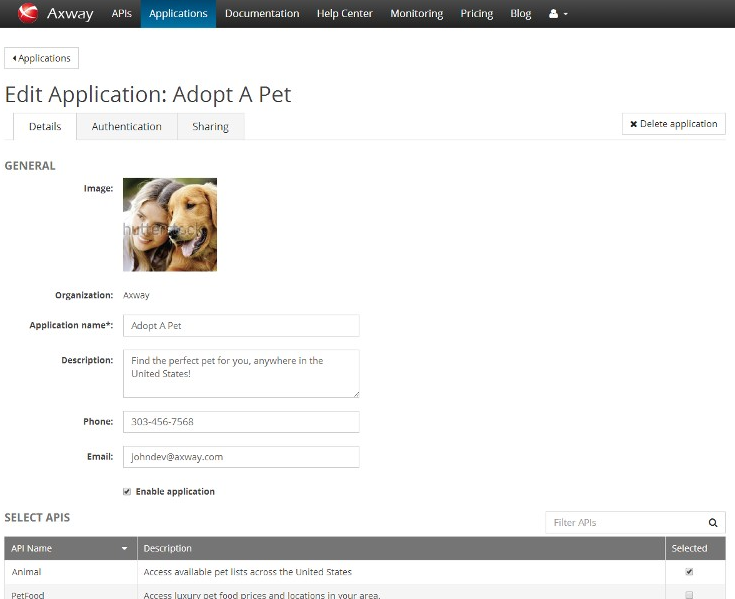 Axway APIs Applications Documentation Help Center Monitoring Pricing Blog
Applications
Edit Application: Adopt A Pet
Details Authentication Sharing Delete application
GENERAL
Image:
hutterstock
Organization: Axway
Application name*: Adopt A Pet
Description: Find the perfect pet for you, anywhere in the
United States!
Phone: 303-456-7568
Email: johndev@axway.com
Enable application
SELECT APIS Filter APIs
API Name Description Selected
Animal Access available pet lists across the United States
PetFood Access luxury pet food prices and locations in your area.